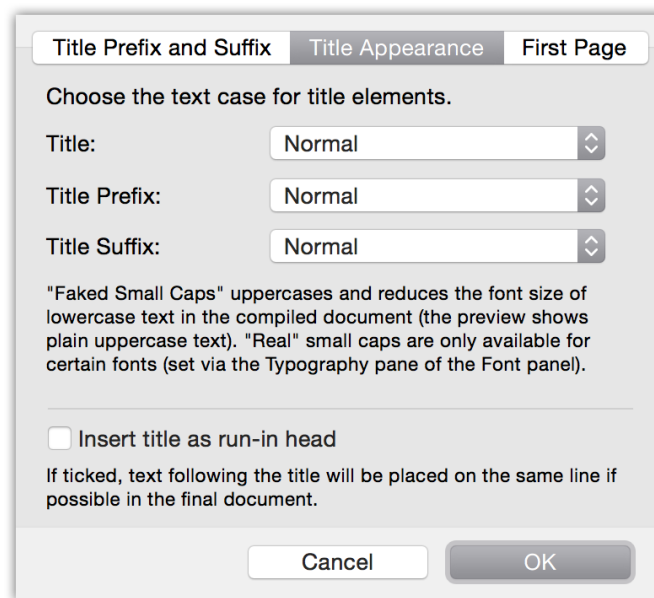 Title Prefix and Suffix Title Appearance First Page
Choose the text case for title elements.
Title: Normal
Title Prefix: Normal
Title Suffix: Normal
"Faked Small Caps" uppercases and reduces the font size of
lowercase text in the compiled document (the preview shows
plain uppercase text). "Real" small caps are only available for
certain fonts (set via the Typography pane of the Font panel).
Insert title as run-in head
If ticked, text following the title will be placed on the same line if
possible in the final document.
Cancel OK